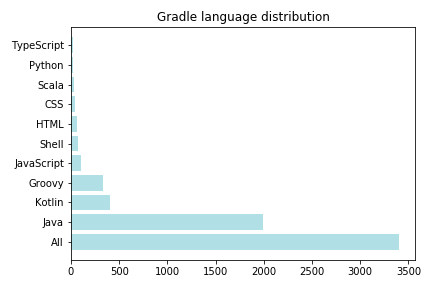 Gradle language distribution
TypeScript
Python
Scala
CSS
HTML
Shell
JavaScript
Groovy
Kotlin
Java
All
0 500 1000 1500 2000 2500 3000 3500